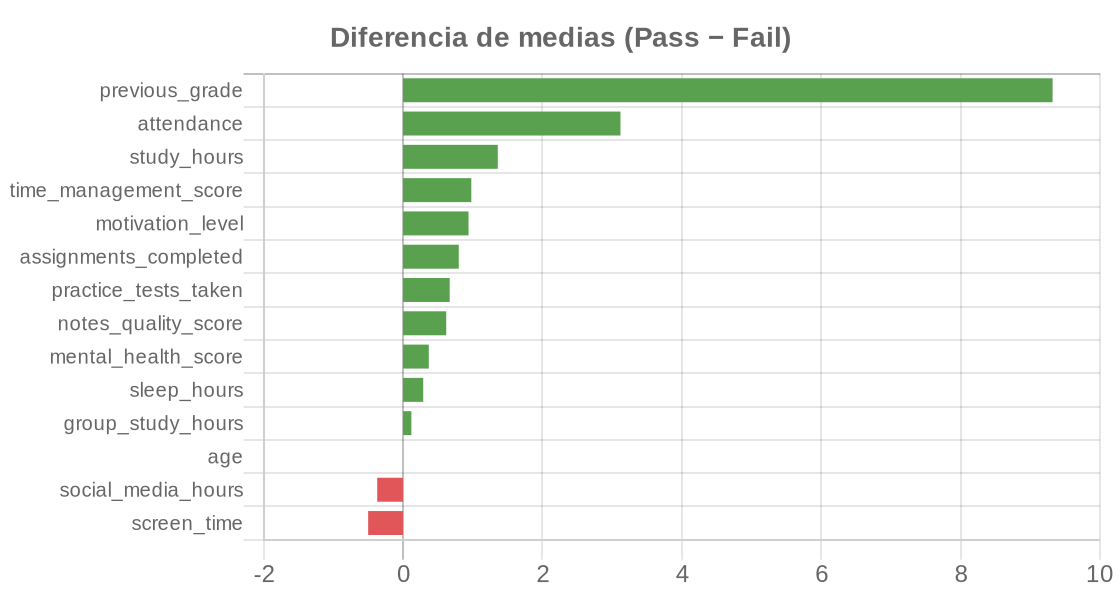 Diferencia de medias (Pass − Fail)
previous_grade
attendance
study_hours
time_management_score
motivation_level
assignments_completed
practice_tests_taken
notes_quality_score
mental_health_score
sleep_hours
group_study_hours
age
social_media_hours
screen_time
-2 0 2 4 6 8 10